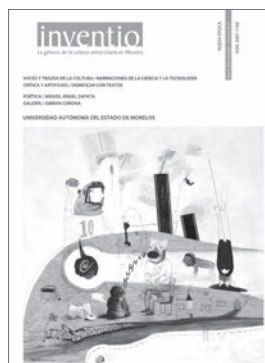 inventio
La génesis de la cultura universitaria en Morelos
NUEVA ÉPOCA
VOCES Y TRAZOS DE LA CULTURA / NARRACIONES DE LA CIENCIA Y LA TECNOLOGÍA
CRÍTICA Y ARTIFICIOS / SIGNIFICAR CON TEXTOS
POÉTICA / MIGUEL ÁNGEL ZAPATA
GALERÍA / GIBRAN CORONA
UNIVERSIDAD AUTÓNOMA DEL ESTADO DE MORELOS
10